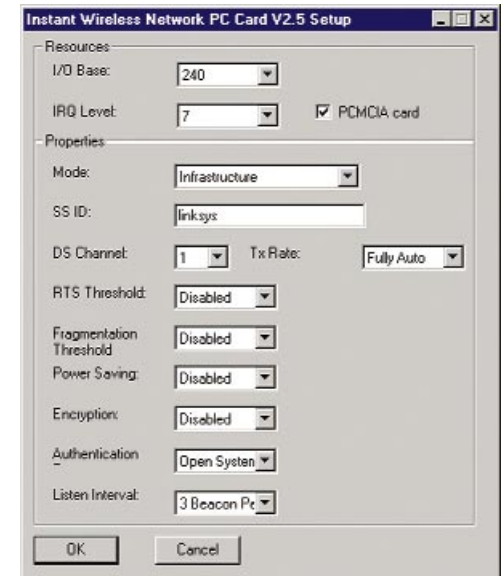 Instant Wireless Network PC Card V2.5 Setup
Resources
I/O Base: 240
IRQ Level: 7 PCMCIA card
Properties
Mode: Infrastructure
SS ID: linksys
DS Channel: 1 Tx Rate: Fully Auto
RTS Threshold: Disabled
Fragmentation
Threshold Disabled
Power Saving: Disabled
Encryption: Disabled
Authentication Open System
Listen Interval: 3 Beacon Pe
OK Cancel